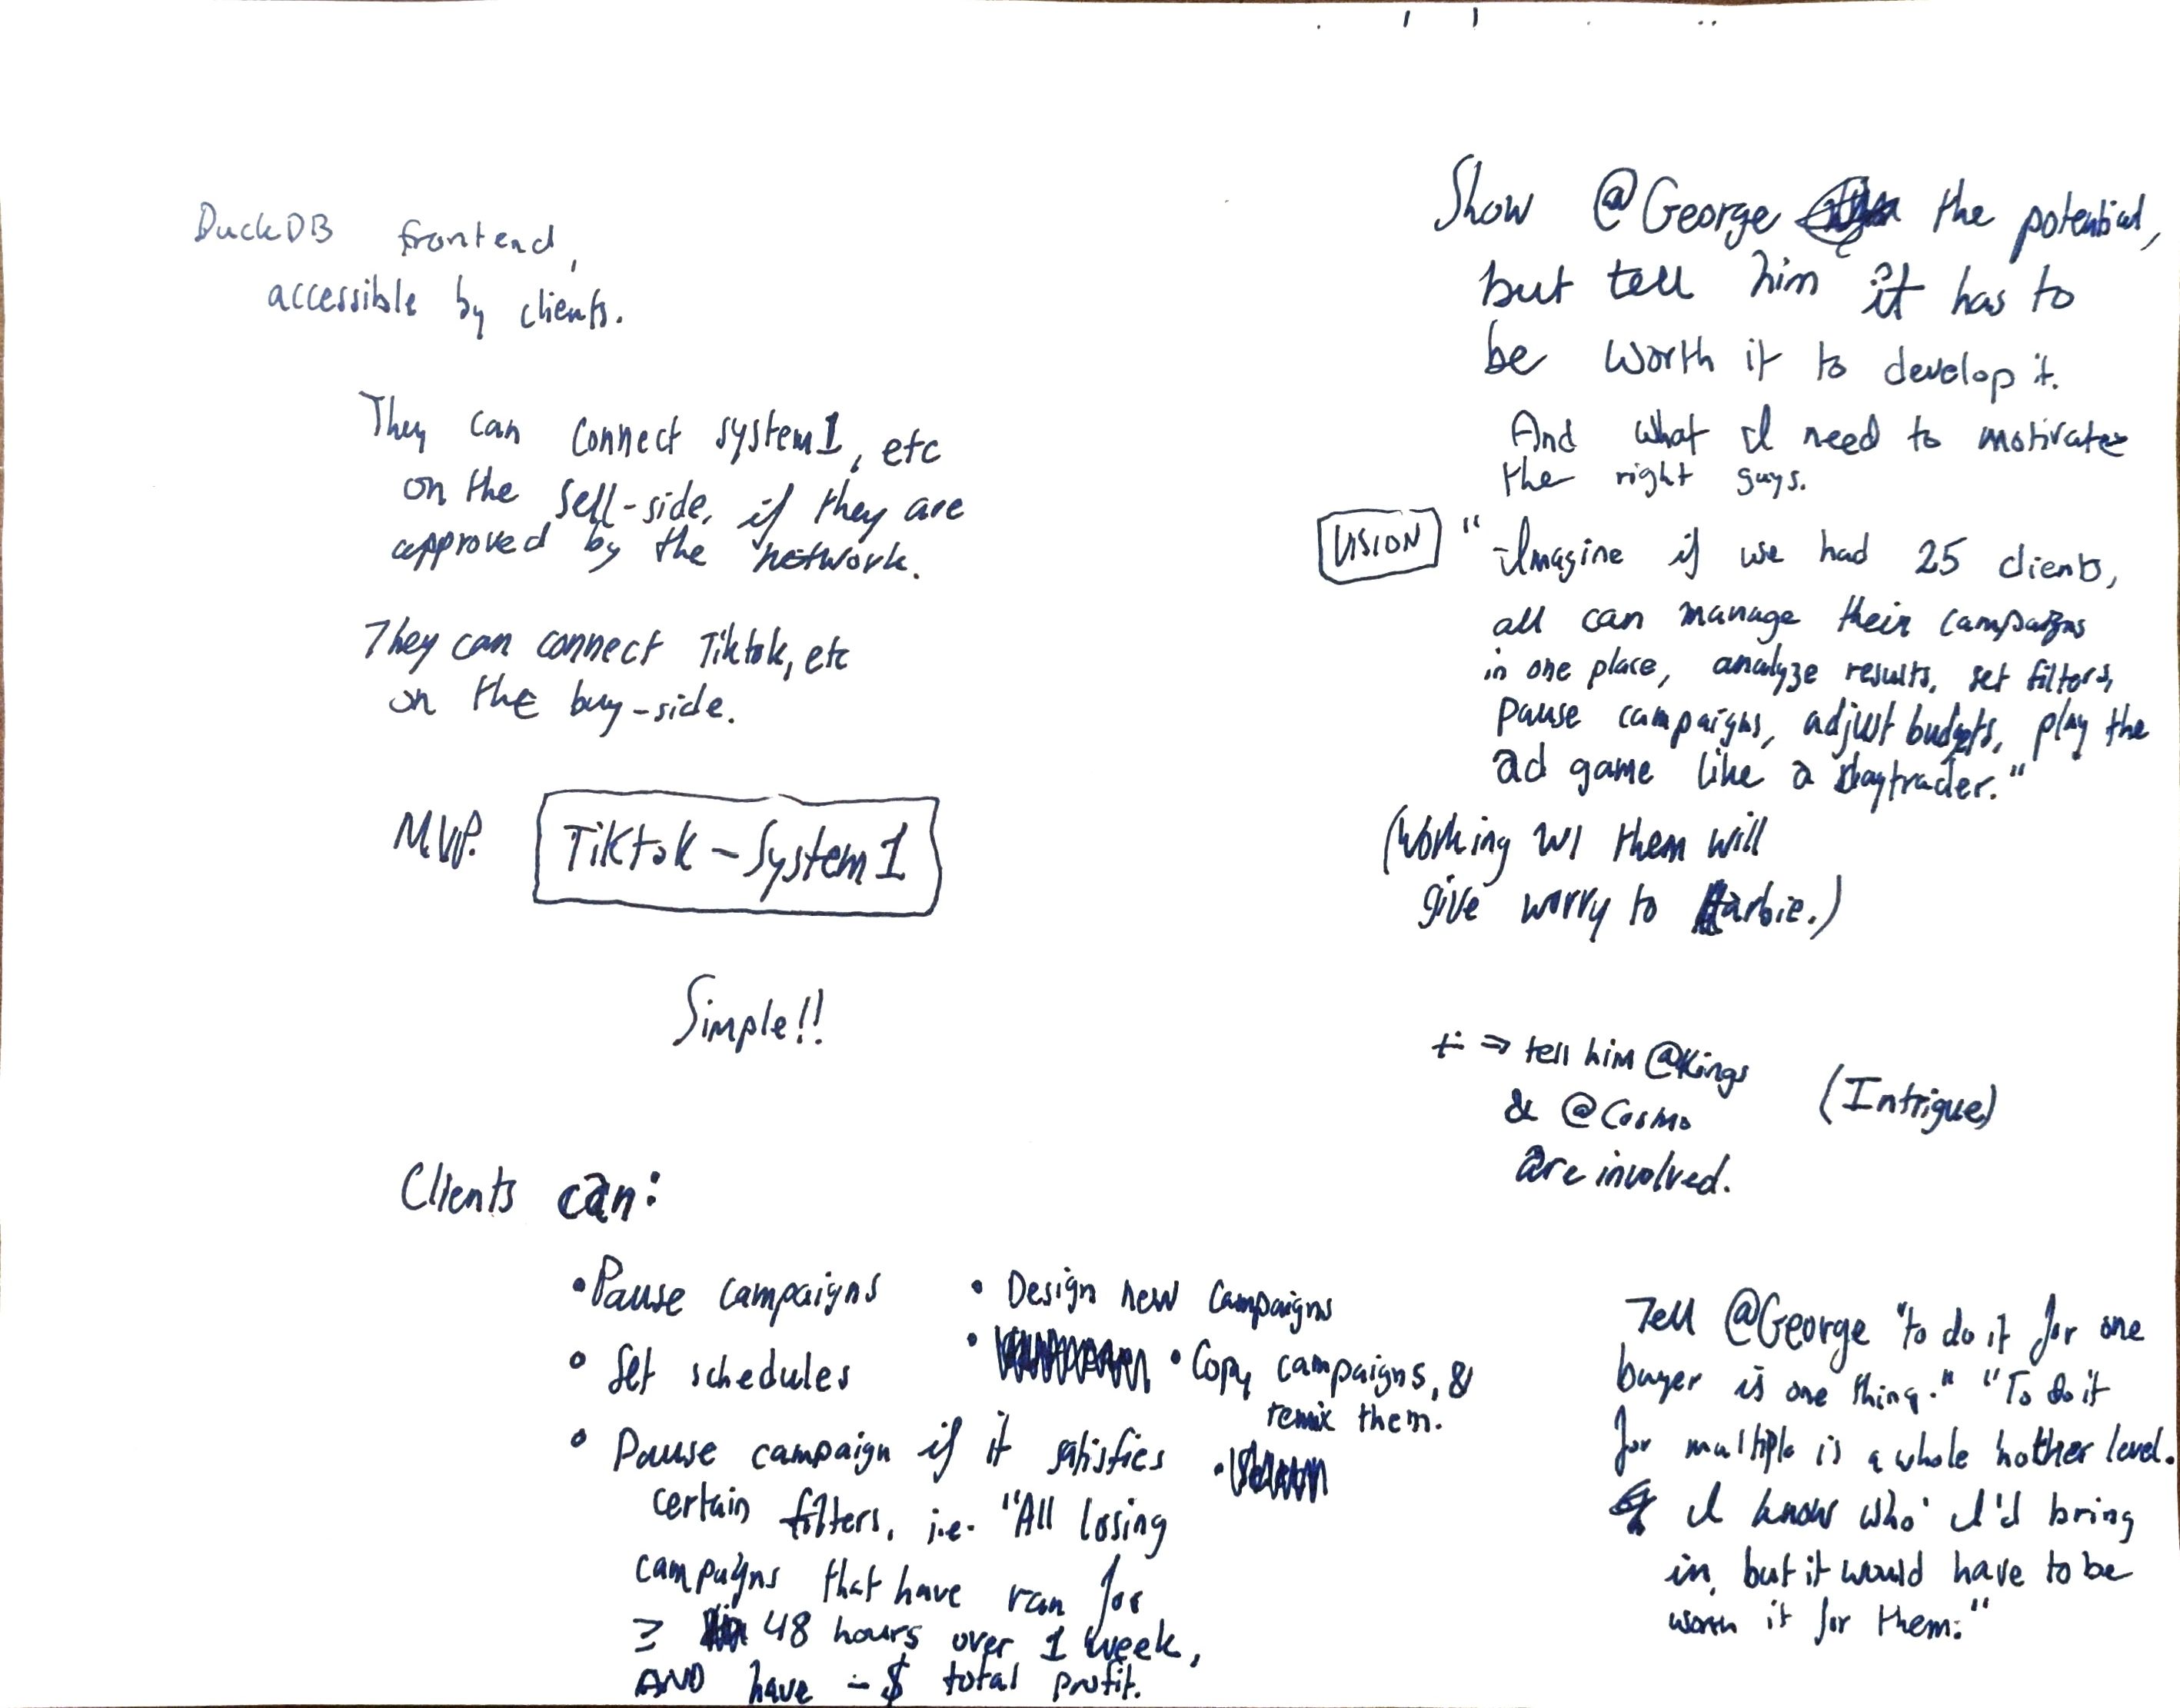 DuckDB frontend,
accessible by clients.
They can connect system1, etc
on the sell-side, if they are
approved by the network.
They can connect Tiktok, etc
on the buy-side.
MVP:
Tiktok - System1
Simple!!
Clients can:
• Pause campaigns
• Set schedules
• Pause campaign if it satisfies
certain filters, i.e. "All losing
campaigns that have ran for
≥ 48 hours over 1 week,
AND have -$ total profit.
• Design new campaigns
• Copy campaigns, &
remix them.
Show @George the potential,
but tell him it has to
be worth it to develop it.
And what I need to motivate
the right guys.
VISION
"Imagine if we had 25 clients,
all can manage their campaigns
in one place, analyze results, set filters,
pause campaigns, adjust budgets, play the
ad game like a daytrader."
(Working w/ them will
give worry to arbie.)
+ ⇒ tell him @Kings
& @Cosmo
are involved.
(Intrigue)
Tell @George "to do it for one
buyer is one thing." "To do it
for multiple is a whole nother level.
I know who I'd bring
in, but it would have to be
worth it for them."